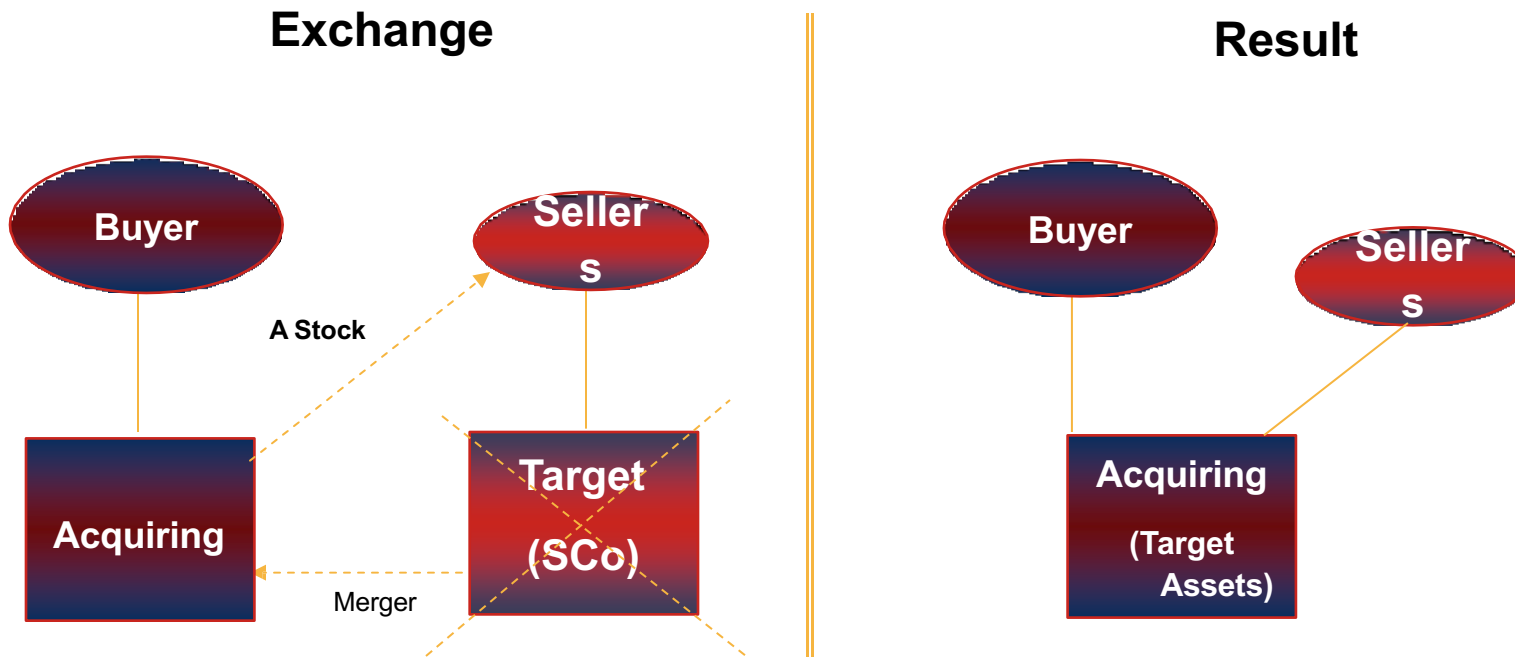 Exchange
Buyer
Seller
s
A Stock
Acquiring
Target
(SCo)
Merger
Result
Buyer
Seller
s
Acquiring
(Target
Assets)